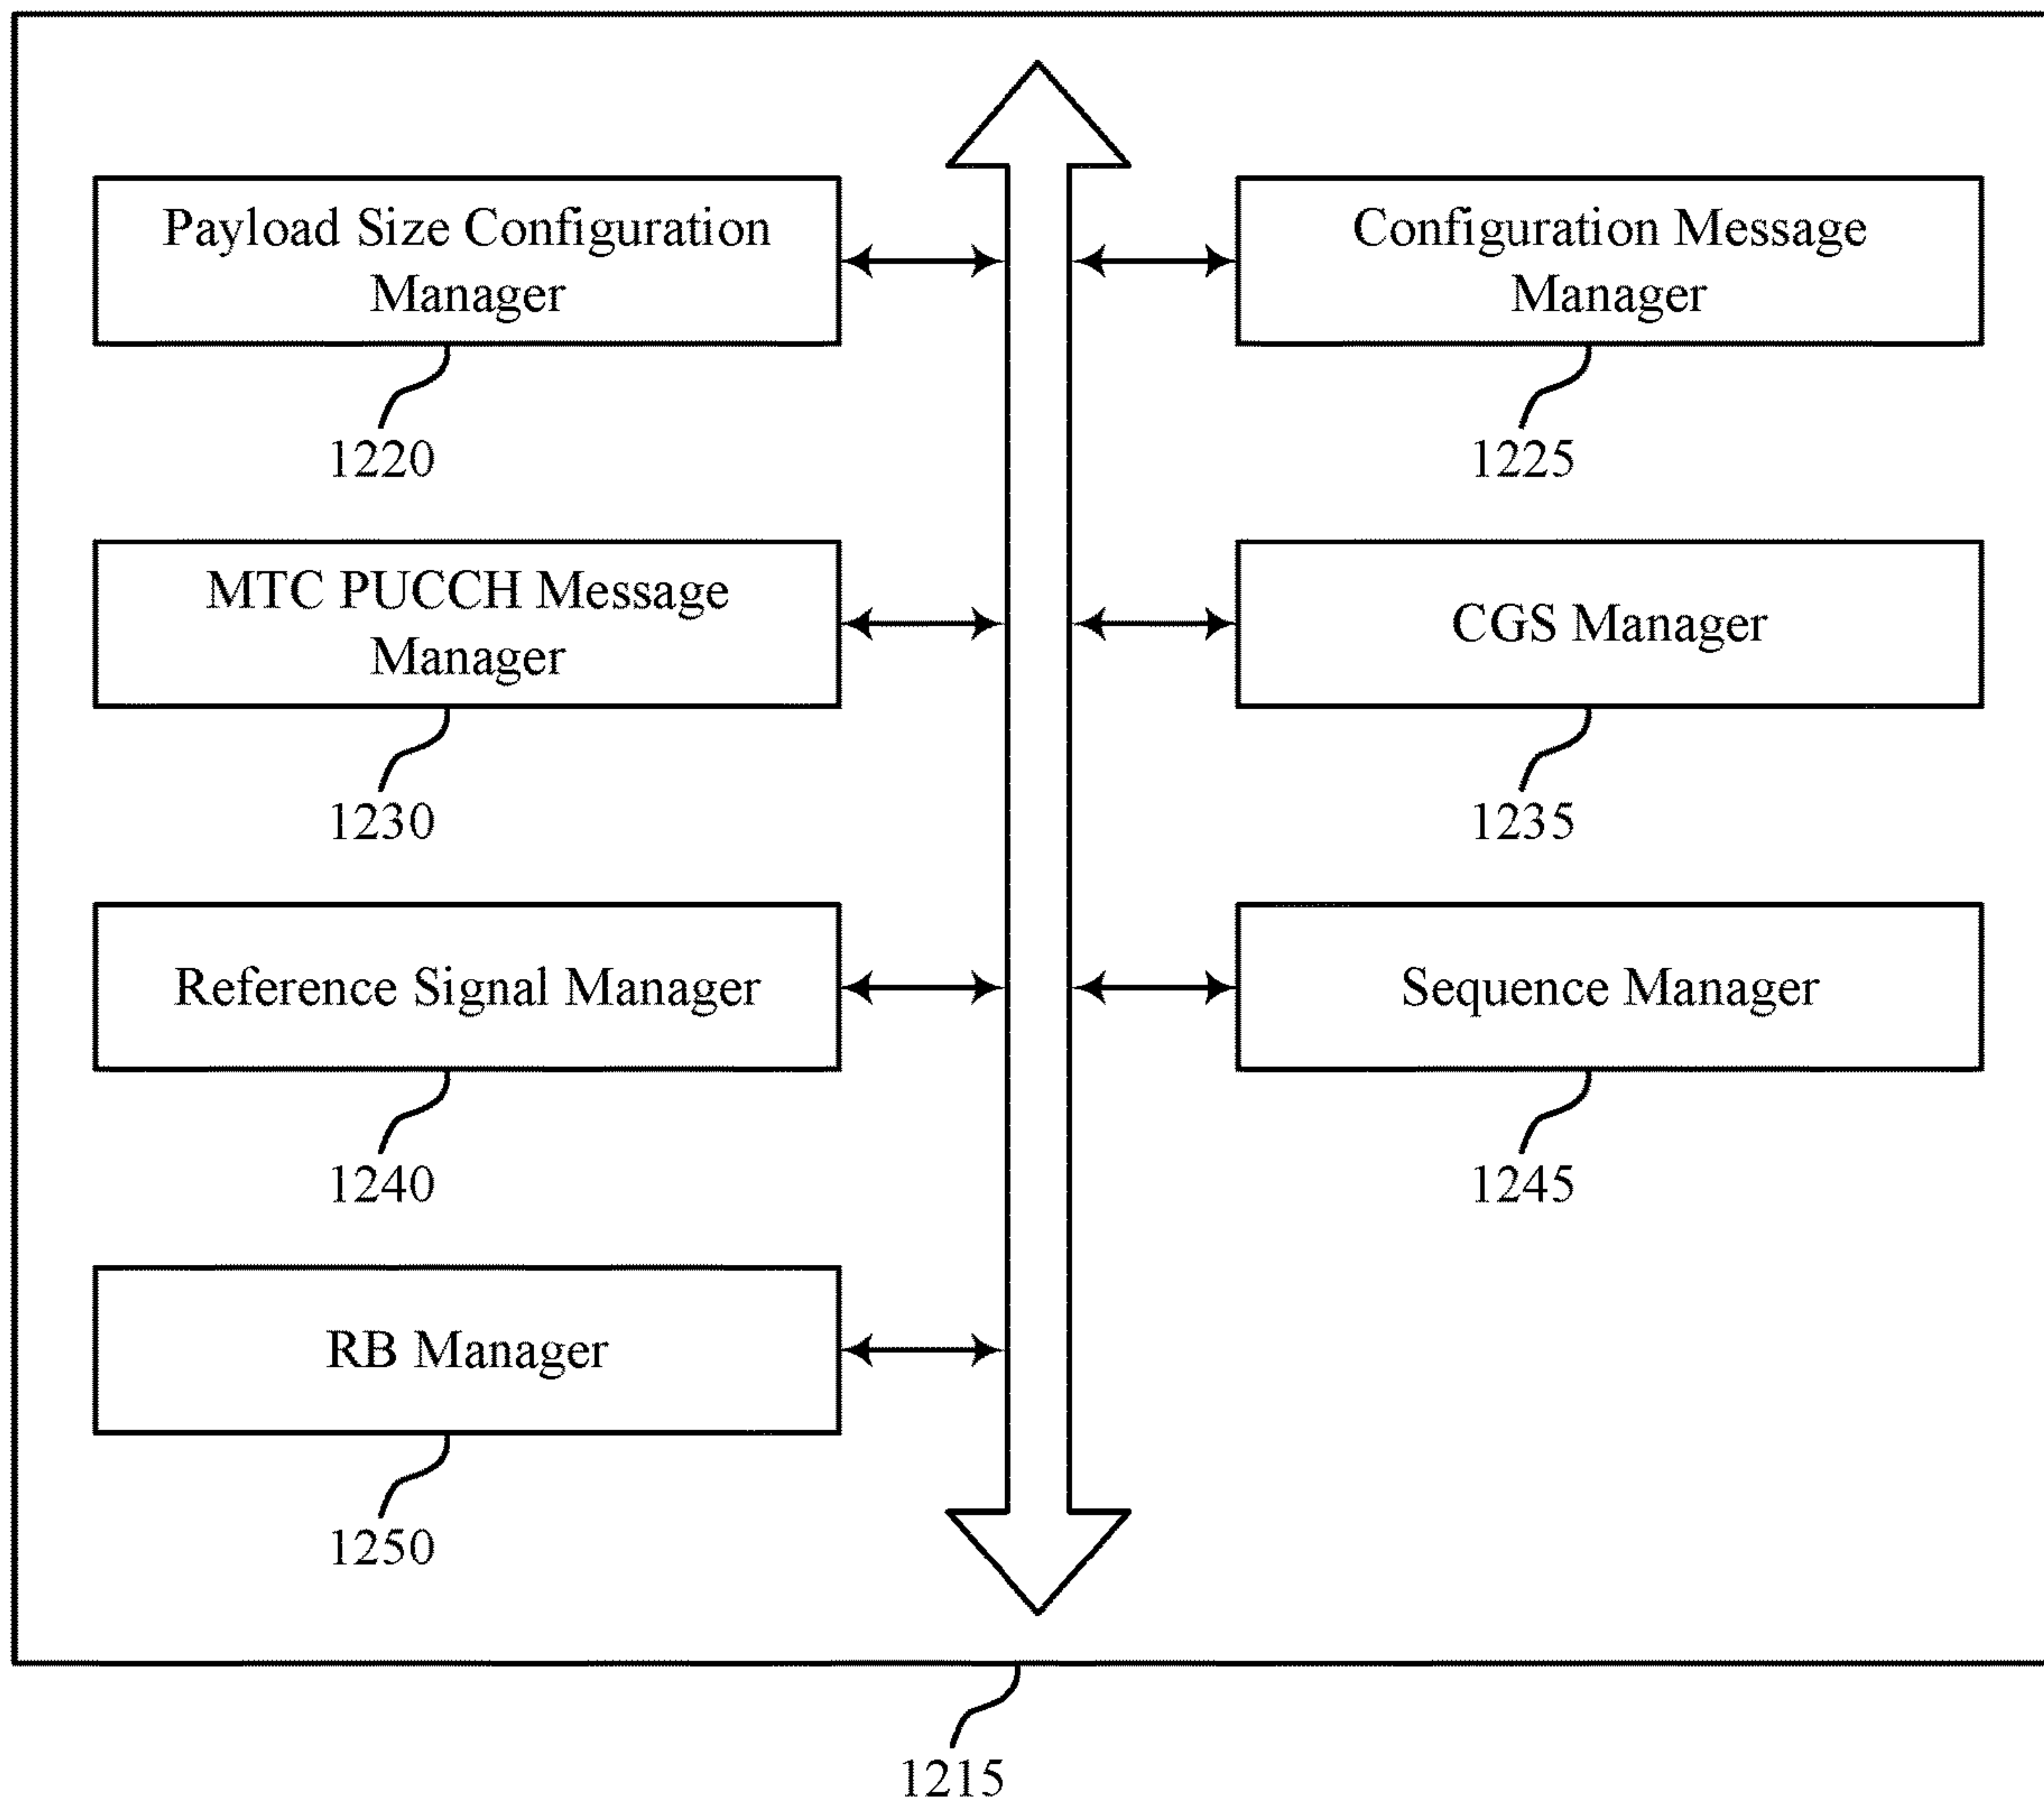 Payload Size Configuration
Manager
1220
Configuration Message
Manager
1225
MTC PUCCH Message
Manager
1230
CGS Manager
1235
Reference Signal Manager
1240
Sequence Manager
1245
RB Manager
1250
1215